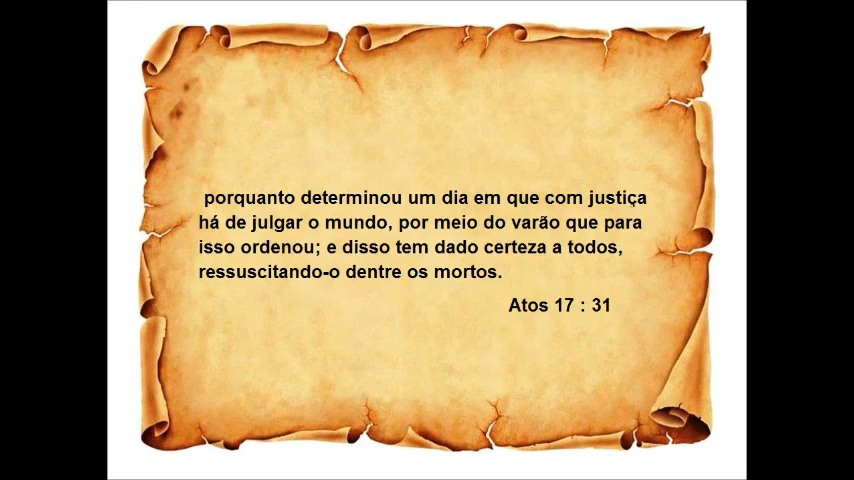 porquanto determinou um dia em que com justiça
há de julgar o mundo, por meio do varão que para
isso ordenou; e disso tem dado certeza a todos,
ressuscitando-o dentre os mortos.
Atos 17 : 31